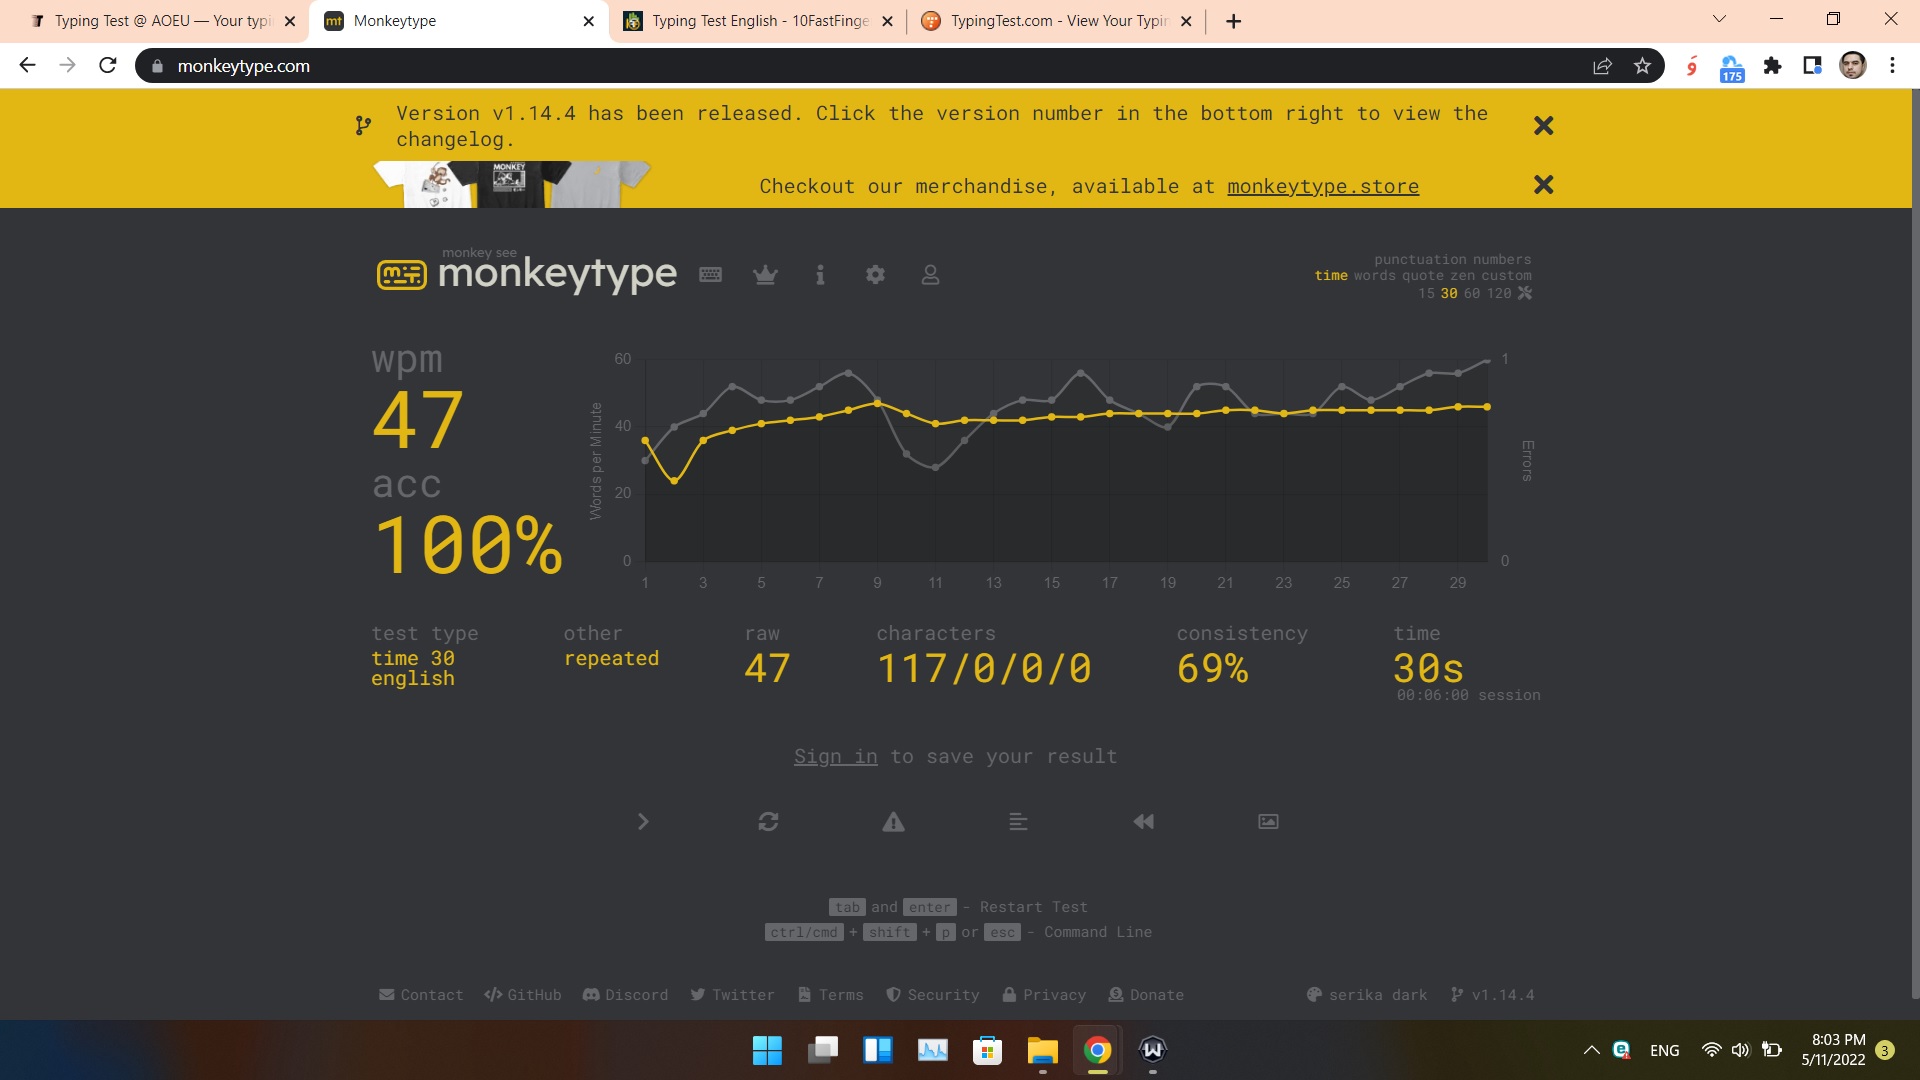 Typing Test @ AOEU — Your typi
Monkeytype
Typing Test English - 10FastFinge
TypingTest.com - View Your Typin
monkeytype.com
175
Version v1.14.4 has been released. Click the version number in the bottom right to view the
changelog.
MONKEY
Checkout our merchandise, available at monkeytype.store
monkey see
monkeytype
punctuation numbers
time words quote zen custom
15 30 60 120
wpm
47
acc
100%
Words per Minute
60
40
20
0
1
0
Errors
1 3 5 7 9 11 13 15 17 19 21 23 25 27 29
test type
time 30
english
other
repeated
raw
47
characters
117/0/0/0
consistency
69%
time
30s
00:06:00 session
Sign in to save your result
tab and enter - Restart Test
ctrl/cmd + shift + p or esc - Command Line
Contact GitHub Discord Twitter Terms Security Privacy Donate serika dark v1.14.4
ENG
8:03 PM
5/11/2022
3